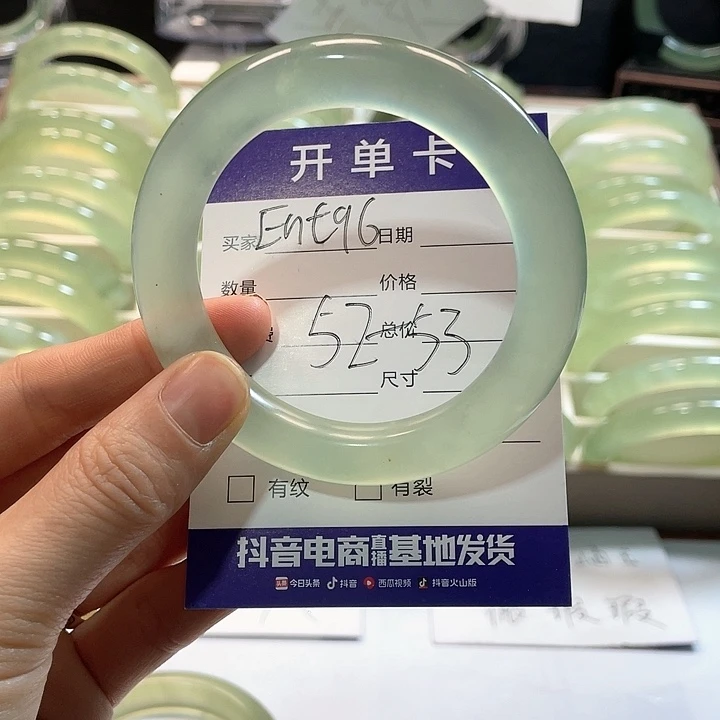 开单卡
买家 Ent96 日期
数量 价格
52-53 总价
尺寸
有纹 有裂
抖音电商直播基地发货
今日头条 抖音 西瓜视频 抖音火山版